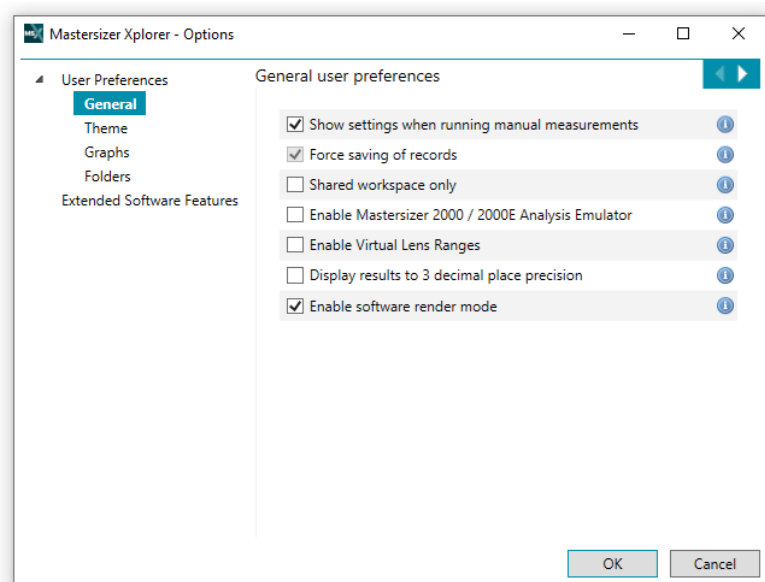 MSX Mastersizer Xplorer - Options
User Preferences
General
Theme
Graphs
Folders
Extended Software Features
General user preferences
Show settings when running manual measurements
Force saving of records
Shared workspace only
Enable Mastersizer 2000 / 2000E Analysis Emulator
Enable Virtual Lens Ranges
Display results to 3 decimal place precision
Enable software render mode
OK
Cancel